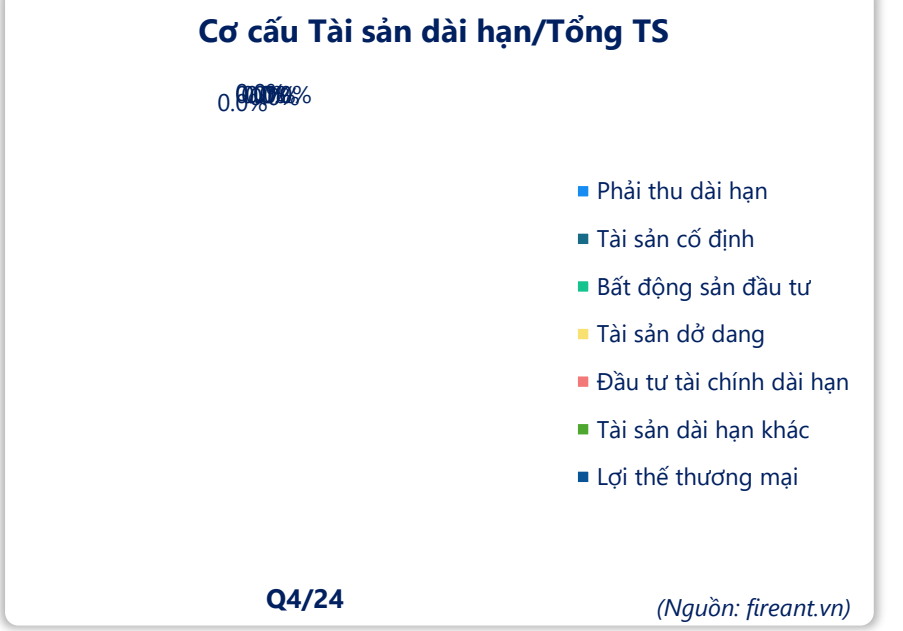 Cơ cấu Tài sản dài hạn/Tổng TS
0.0%
Phải thu dài hạn
Tài sản cố định
Bất động sản đầu tư
Tài sản dở dang
Đầu tư tài chính dài hạn
Tài sản dài hạn khác
Lợi thế thương mại
Q4/24
(Nguồn: fireant.vn)